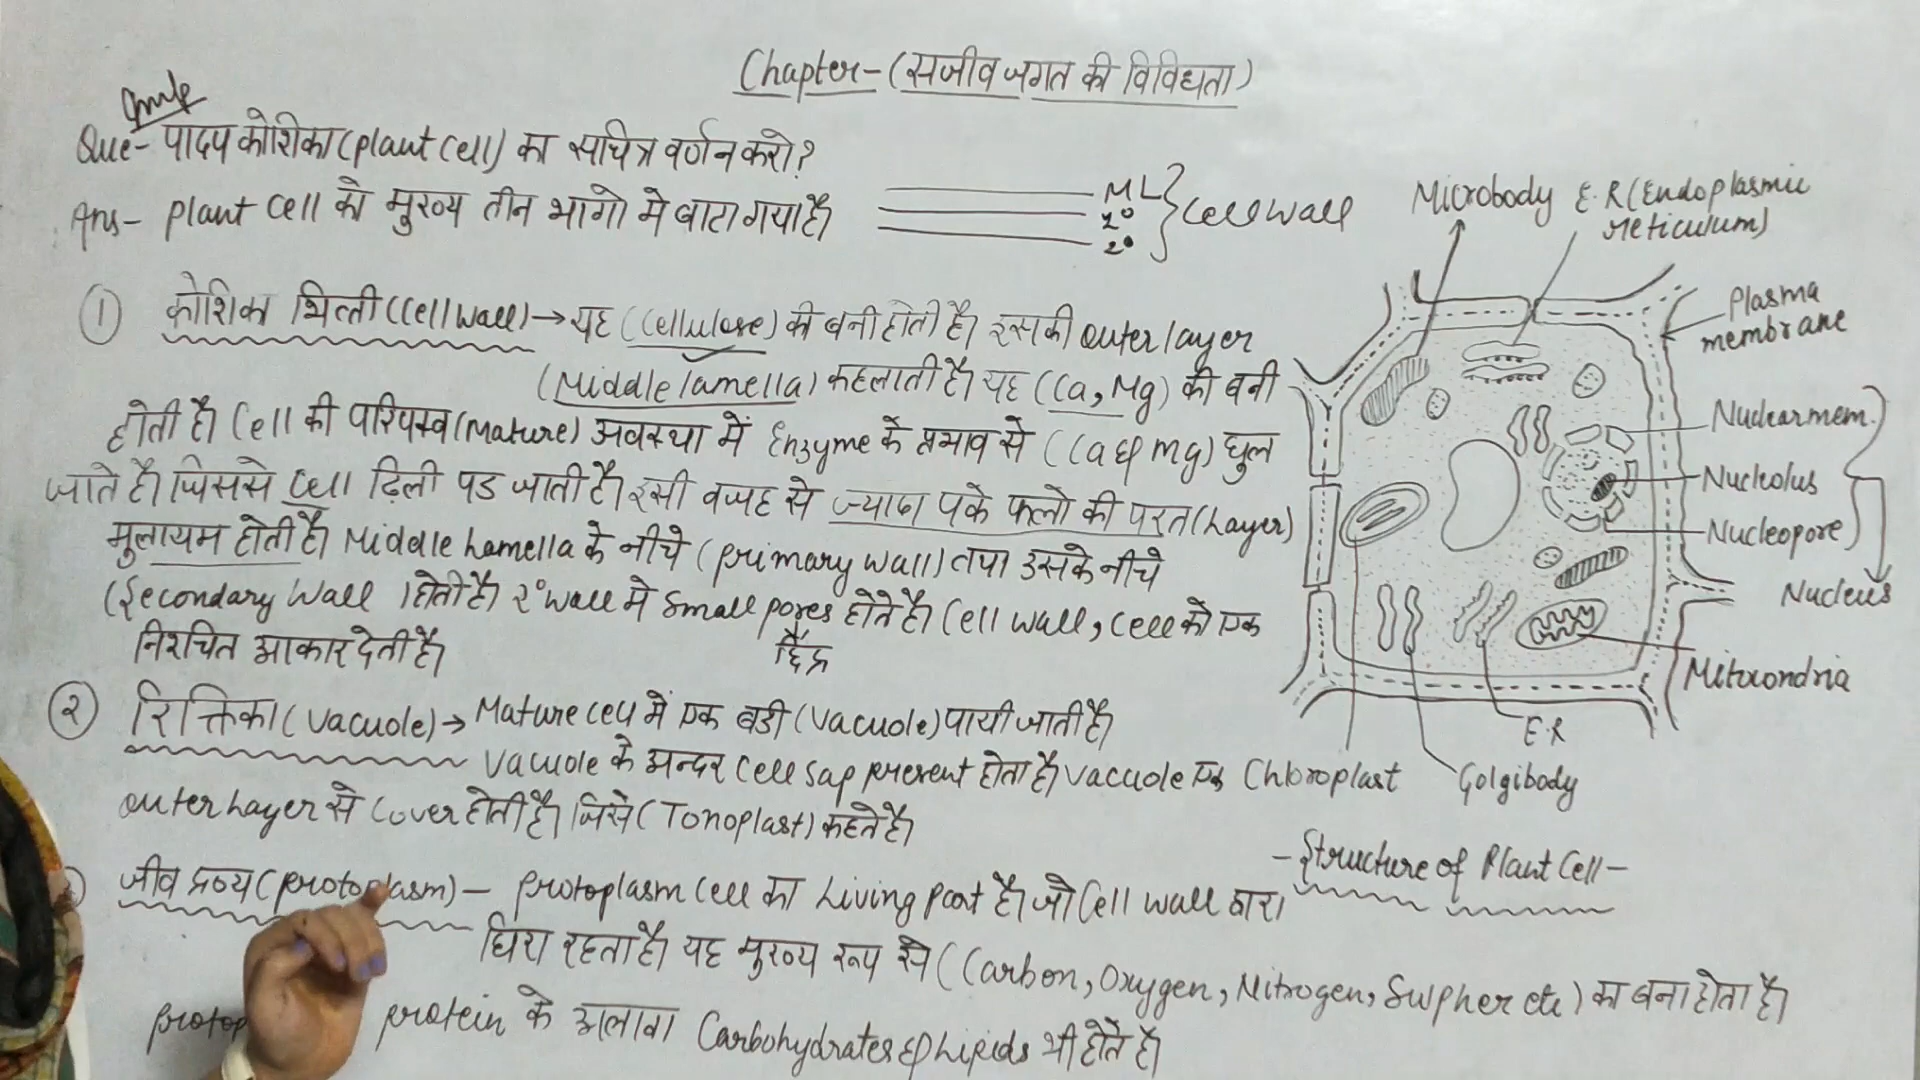 Chapter-(सजीव जगत की विविधता)
Que- पादप कोशिका (plant cell) का सचित्र वर्णन करो?
Ans- plant cell को मुख्य तीन भागो मे बाटा गया है
ML
1°
2°
Cell wall
① कोशिका भित्ती (Cell wall) → यह (Cellulose) की बनी होती है। इसकी outer layer
(Middle lamella) कहलाती है। यह (Ca, Mg) की बनी
होती है। Cell की परिपक्व (Mature) अवस्था में Enzyme के प्रभाव से (Ca & Mg) घुल
जाते है। जिससे Cell ढिली पड जाती है। इसी वजह से ज्यादा पके फलो की परत (Layer)
मुलायम होती है। Middle Lamella के नीचे (primary wall) तथा उसके नीचे
(Secondary Wall) होती है। 2° wall मे small pores होते है। Cell wall, cell को एक
छिद्र
निश्चित आकार देती है।
② रिक्तिका (Vacuole) → Mature cell में एक बडी (Vacuole) पायी जाती है।
Vacuole के अन्दर Cell sap present होता है। Vacuole एक
outer Layer से Cover होती है। जिसे (Tonoplast) कहते है।
जीव द्रव्य (protoplasm) - protoplasm cell का Living part है। जो Cell wall द्वारा
घिरा रहता है। यह मुख्य रूप से (Carbon, Oxygen, Nitrogen, Sulpher etc) का बना होता है।
protein के अलावा Carbohydrates & Lipids भी होते है।
Microbody
E.R (Endoplasmic
reticulum)
Plasma
membrane
Nuclear mem.
Nucleolus
Nucleopore
Nucleus
Mitocondria
E.R
Golgibody
Chloroplast
- Structure of Plant Cell -